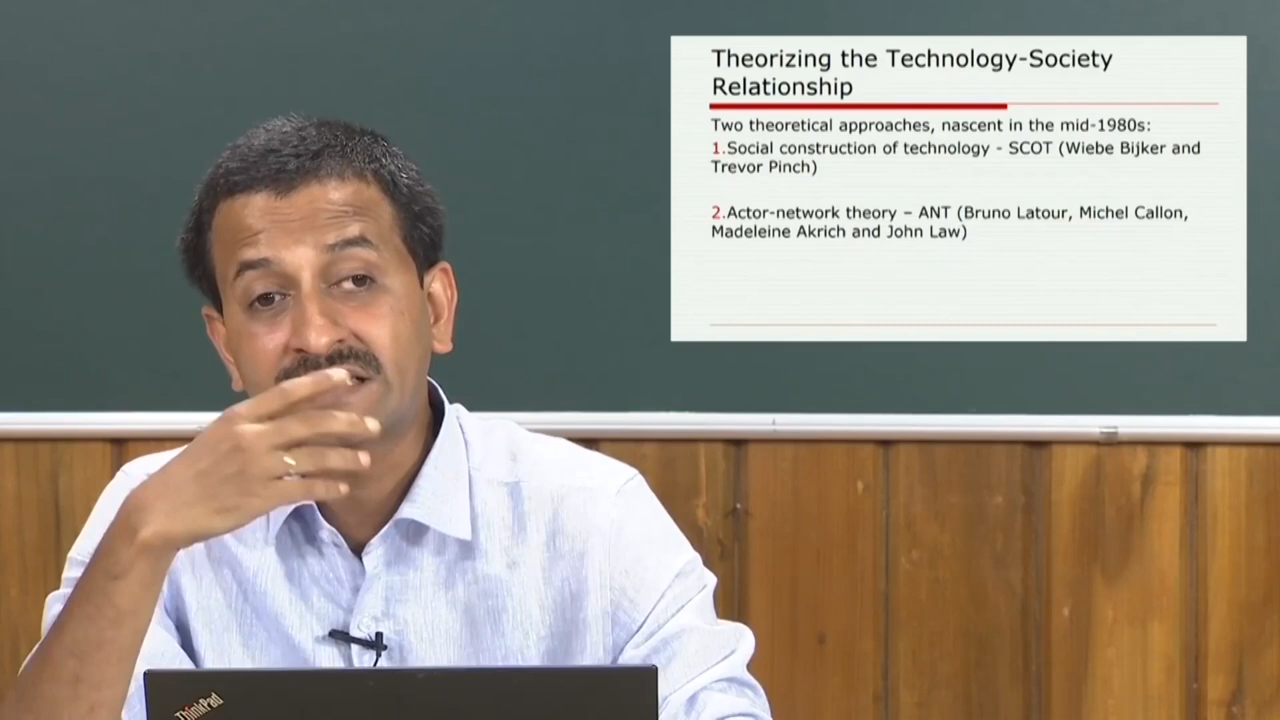 Theorizing the Technology-Society
Relationship
Two theoretical approaches, nascent in the mid-1980s:
1.Social construction of technology - SCOT (Wiebe Bijker and
Trevor Pinch)
2.Actor-network theory – ANT (Bruno Latour, Michel Callon,
Madeleine Akrich and John Law)
ThinkPad